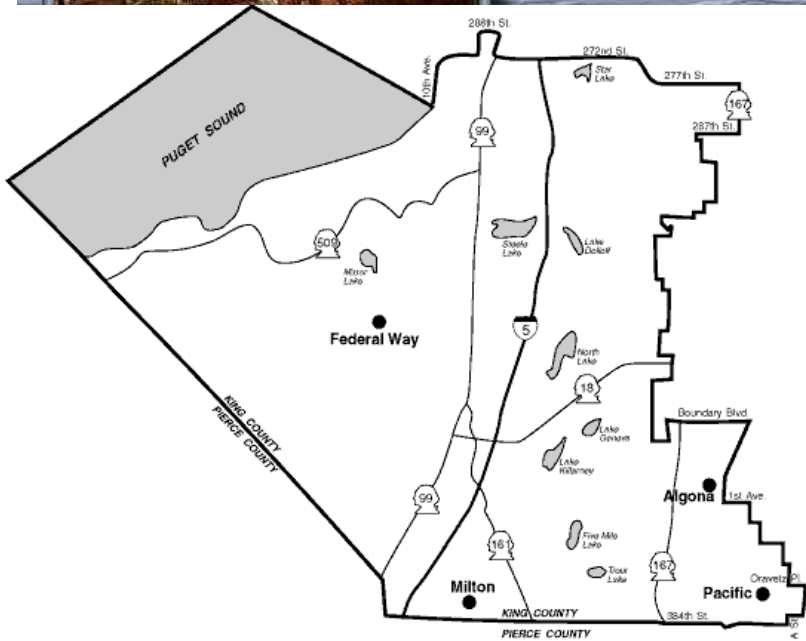 288th St.
272nd St.
10th Ave.
Star
Lake
277th St.
167
99
287th St.
PUGET SOUND
509
Mirror
Lake
Steele
Lake
Lake
Dolloff
Federal Way
5
North
Lake
18
KING COUNTY
PIERCE COUNTY
Boundary Blvd.
Lake
Geneva
Lake
Killarney
Algona
1st Ave.
99
161
Five Mile
Lake
167
Trout
Lake
Milton
Pacific
Oravetz Pl.
KING COUNTY
384th St.
PIERCE COUNTY
A St.